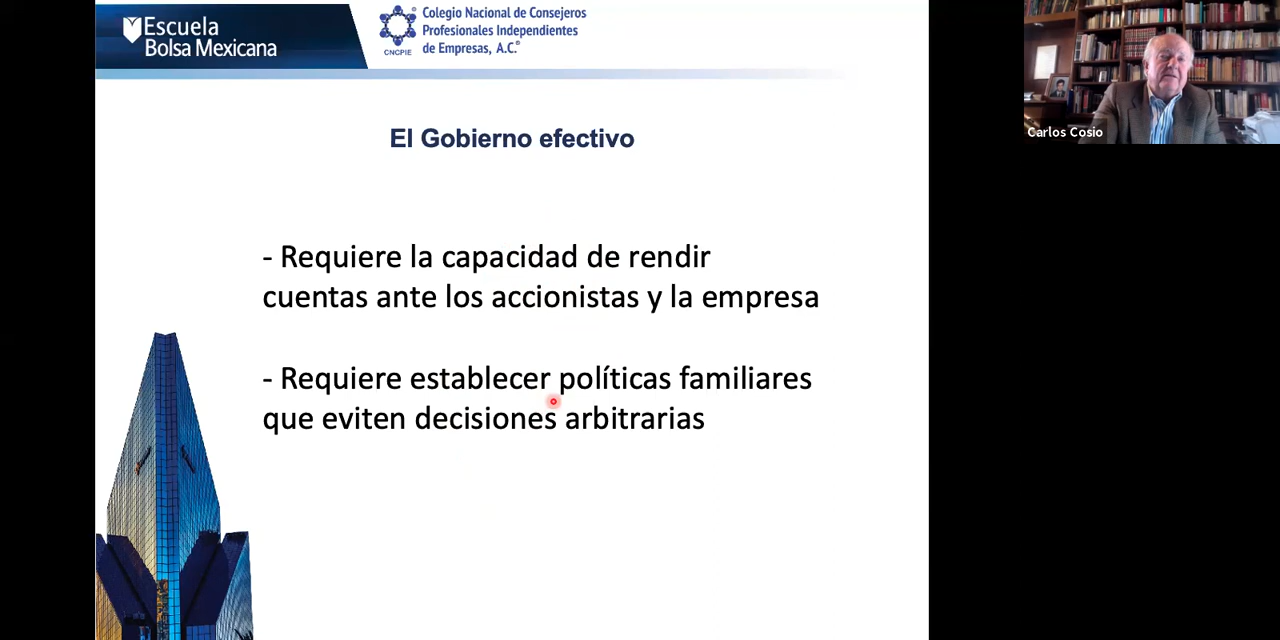 Escuela
Bolsa Mexicana
CNCPIE
Colegio Nacional de Consejeros
Profesionales Independientes
de Empresas, A.C.®
Carlos Cosio
El Gobierno efectivo
- Requiere la capacidad de rendir
cuentas ante los accionistas y la empresa
- Requiere establecer políticas familiares
que eviten decisiones arbitrarias